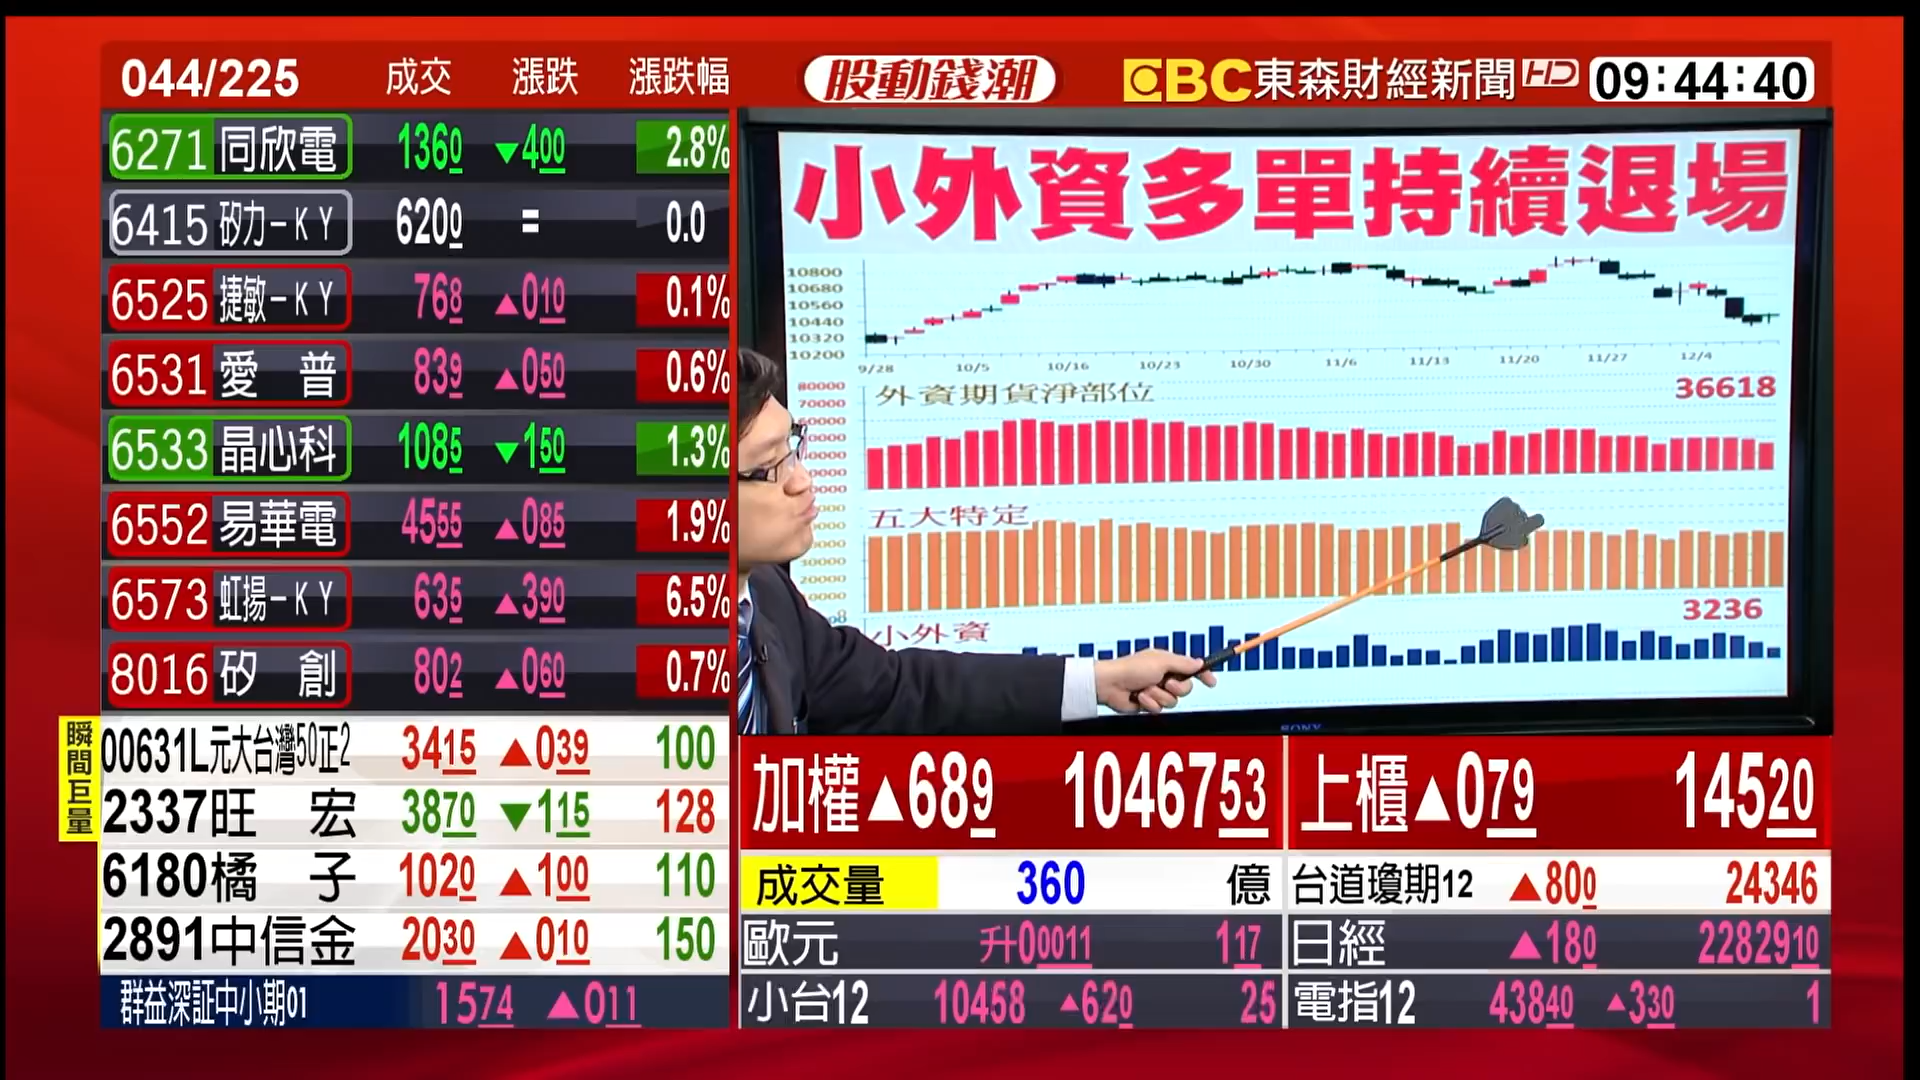 044/225 成交 漲跌 漲跌幅
6271 同欣電 1360 ▼400 2.8%
6415 矽力-KY 6200 = 0.0
6525 捷敏-KY 768 ▲010 0.1%
6531 愛普 839 ▲050 0.6%
6533 晶心科 1085 ▼150 1.3%
6552 易華電 4555 ▲085 1.9%
6573 虹揚-KY 635 ▲390 6.5%
8016 矽創 802 ▲060 0.7%
瞬間巨量
00631L元大台灣50正2 3415 ▲039 100
2337旺宏 3870 ▼115 128
6180橘子 1020 ▲100 110
2891中信金 2030 ▲010 150
群益深証中小期01 1574 ▲011
股動錢潮
EBC東森財經新聞HD 09:44:40
小外資多單持續退場
10800
10680
10560
10440
10320
10200
9/28 10/5 10/16 10/23 10/30 11/6 11/13 11/20 11/27 12/4
80000
70000
外資期貨淨部位
36618
五大特定
30000
20000
10000
小外資
3236
SONY
加權▲689 1046753
上櫃▲079 14520
成交量 360 億
台道瓊期12 ▲800 24346
歐元 升00011 117
日經 ▲180 2282910
小台12 10458 ▲620 25
電指12 43840 ▲330 1